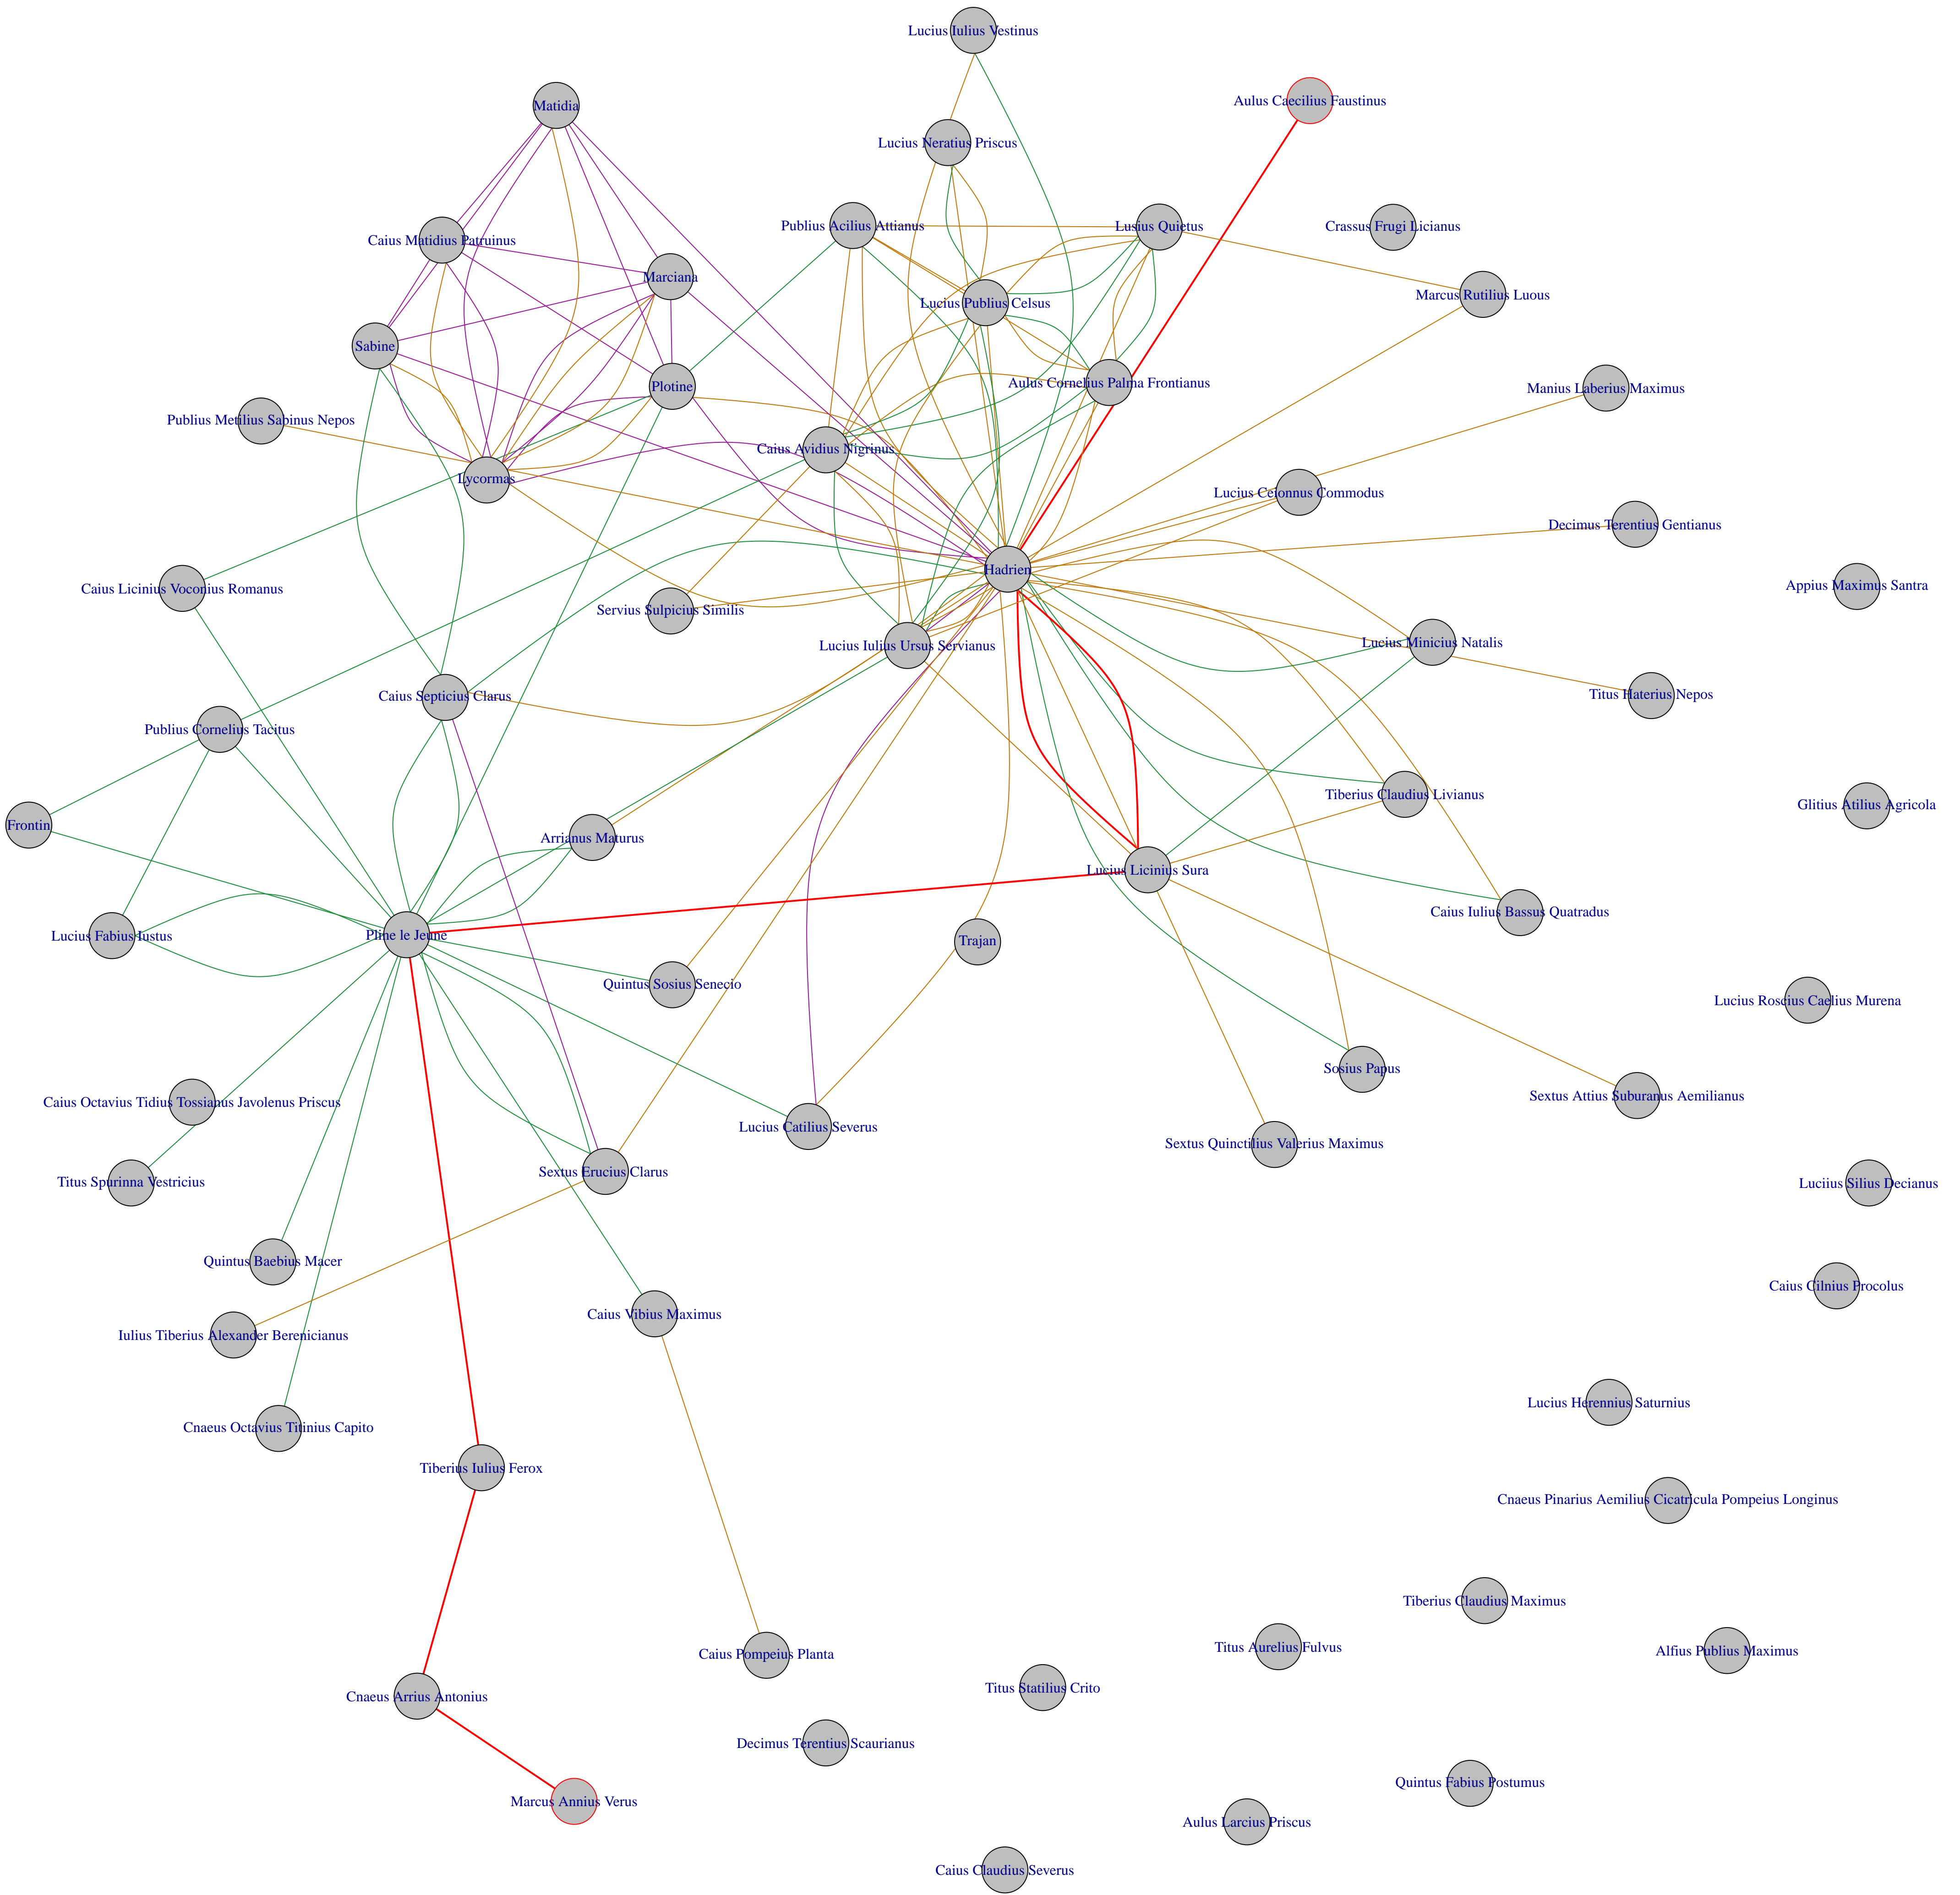 Lucius Iulius Vestinus
Aulus Caecilius Faustinus
Matidia
Lucius Neratius Priscus
Publius Acilius Attianus
Lusius Quietus
Crassus Frugi Licianus
Caius Matidius Patruinus
Marciana
Marcus Rutilius Luous
Lucius Publius Celsus
Sabine
Plotine
Aulus Cornelius Palma Frontianus
Manius Laberius Maximus
Publius Metilius Sabinus Nepos
Caius Avidius Nigrinus
Lycormas
Lucius Ceionnus Commodus
Decimus Terentius Gentianus
Hadrien
Caius Licinius Voconius Romanus
Appius Maximus Santra
Servius Sulpicius Similis
Lucius Iulius Ursus Servianus
Lucius Minicius Natalis
Caius Septicius Clarus
Titus Haterius Nepos
Publius Cornelius Tacitus
Tiberius Claudius Livianus
Glitius Atilius Agricola
Frontin
Arrianus Maturus
Lucius Licinius Sura
Caius Iulius Bassus Quatradus
Lucius Fabius Iustus
Pline le Jeune
Trajan
Quintus Sosius Senecio
Lucius Roscius Caelius Murena
Sosius Papus
Sextus Attius Suburanus Aemilianus
Caius Octavius Tidius Tossianus Javolenus Priscus
Lucius Catilius Severus
Sextus Quinctilius Valerius Maximus
Sextus Erucius Clarus
Titus Spurinna Vestricius
Luciius Silius Decianus
Quintus Baebius Macer
Caius Cilnius Procolus
Caius Vibius Maximus
Iulius Tiberius Alexander Berenicianus
Lucius Herennius Saturnius
Cnaeus Octavius Titinius Capito
Tiberius Iulius Ferox
Cnaeus Pinarius Aemilius Cicatricula Pompeius Longinus
Tiberius Claudius Maximus
Titus Aurelius Fulvus
Alfius Publius Maximus
Caius Pompeius Planta
Titus Statilius Crito
Cnaeus Arrius Antonius
Decimus Terentius Scaurianus
Quintus Fabius Postumus
Marcus Annius Verus
Aulus Larcius Priscus
Caius Claudius Severus